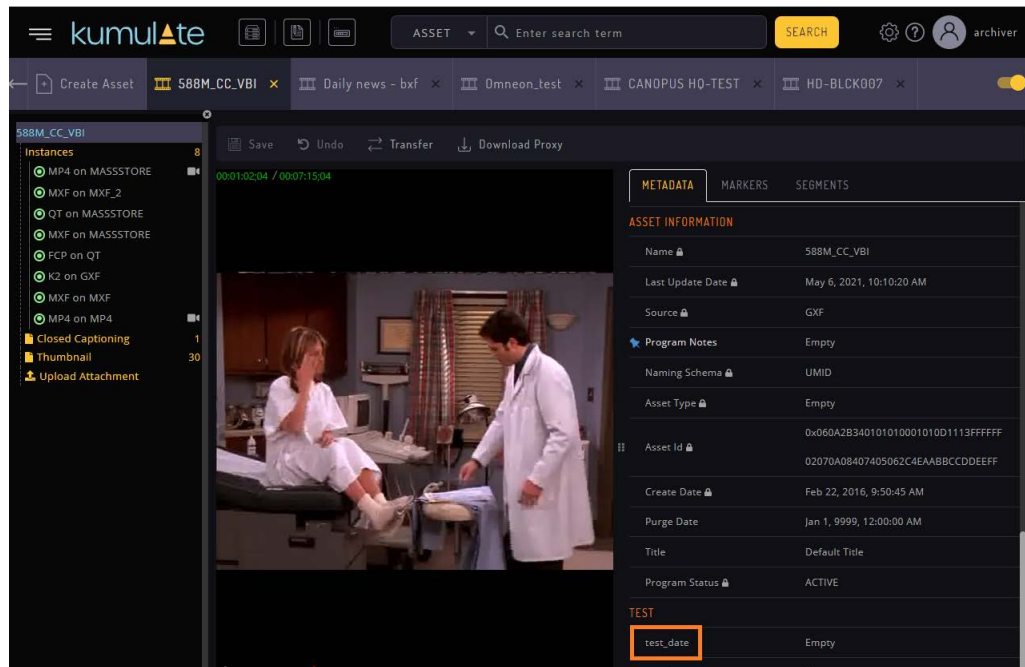 kumulate
ASSET
Enter search term
SEARCH
archiver
Create Asset
588M_CC_VBI
Daily news - bxf
Omneon_test
CANOPUS HQ-TEST
HD-BLCK007
588M_CC_VBI
Instances 8
MP4 on MASSSTORE
MXF on MXF_2
QT on MASSSTORE
MXF on MASSSTORE
FCP on QT
K2 on GXF
MXF on MXF
MP4 on MP4
Closed Captioning 1
Thumbnail 30
Upload Attachment
Save Undo Transfer Download Proxy
00:01:02;04 / 00:07:15;04
METADATA MARKERS SEGMENTS
ASSET INFORMATION
Name 588M_CC_VBI
Last Update Date May 6, 2021, 10:10:20 AM
Source GXF
Program Notes Empty
Naming Schema UMID
Asset Type Empty
Asset Id 0x060A2B340101010001010D1113FFFFFF
02070A08407405062C4EAABBCCDDEEFF
Create Date Feb 22, 2016, 9:50:45 AM
Purge Date Jan 1, 9999, 12:00:00 AM
Title Default Title
Program Status ACTIVE
TEST
test_date Empty